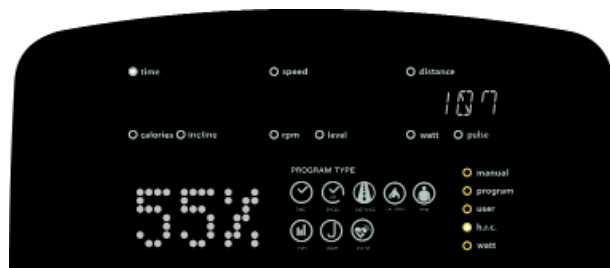 time speed distance
107
calories incline rpm level watt pulse
PROGRAM TYPE
manual
program
user
h.r.c.
watt
55%